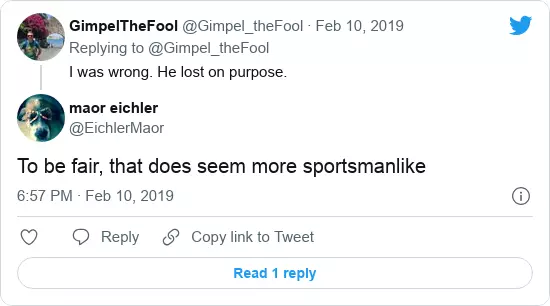 GimpelTheFool @Gimpel_theFool · Feb 10, 2019
Replying to @Gimpel_theFool
I was wrong. He lost on purpose.
maor eichler
@EichlerMaor
To be fair, that does seem more sportsmanlike
6:57 PM · Feb 10, 2019
Reply Copy link to Tweet
Read 1 reply